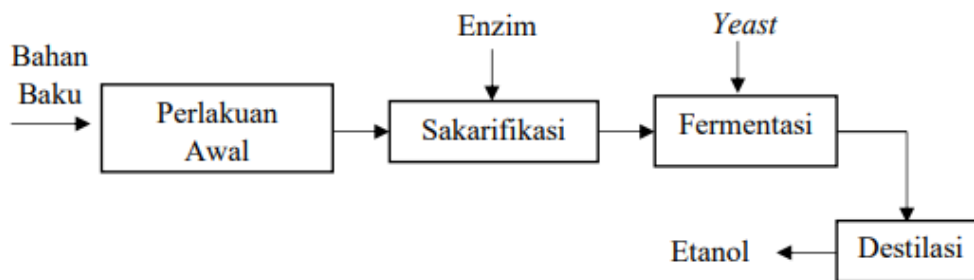 Bahan
Baku
Perlakuan
Awal
Enzim
Sakarifikasi
Yeast
Fermentasi
Destilasi
Etanol